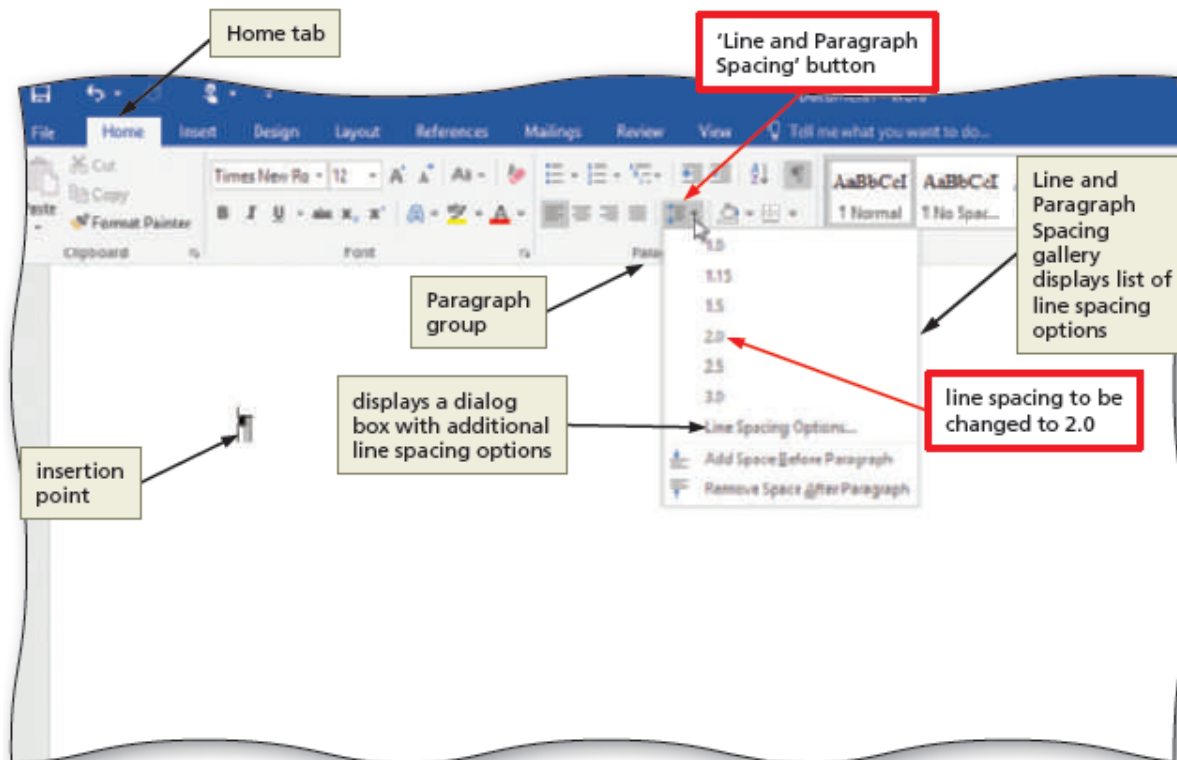 Home tab
'Line and Paragraph
Spacing' button
File Home Insert Design Layout References Mailings Review View Tell me what you want to do...
Cut
Copy
Format Painter
Clipboard
Times New Ro 12 Aa
B I U abc x, x'
Font
AaBbCcI AaBbCcI
¶ Normal ¶ No Spac...
Line and
Paragraph
Spacing
gallery
displays list of
line spacing
options
Paragraph
group
1.0
1.15
1.5
2.0
2.5
3.0
Line Spacing Options...
Add Space Before Paragraph
Remove Space After Paragraph
displays a dialog
box with additional
line spacing options
line spacing to be
changed to 2.0
¶
insertion
point